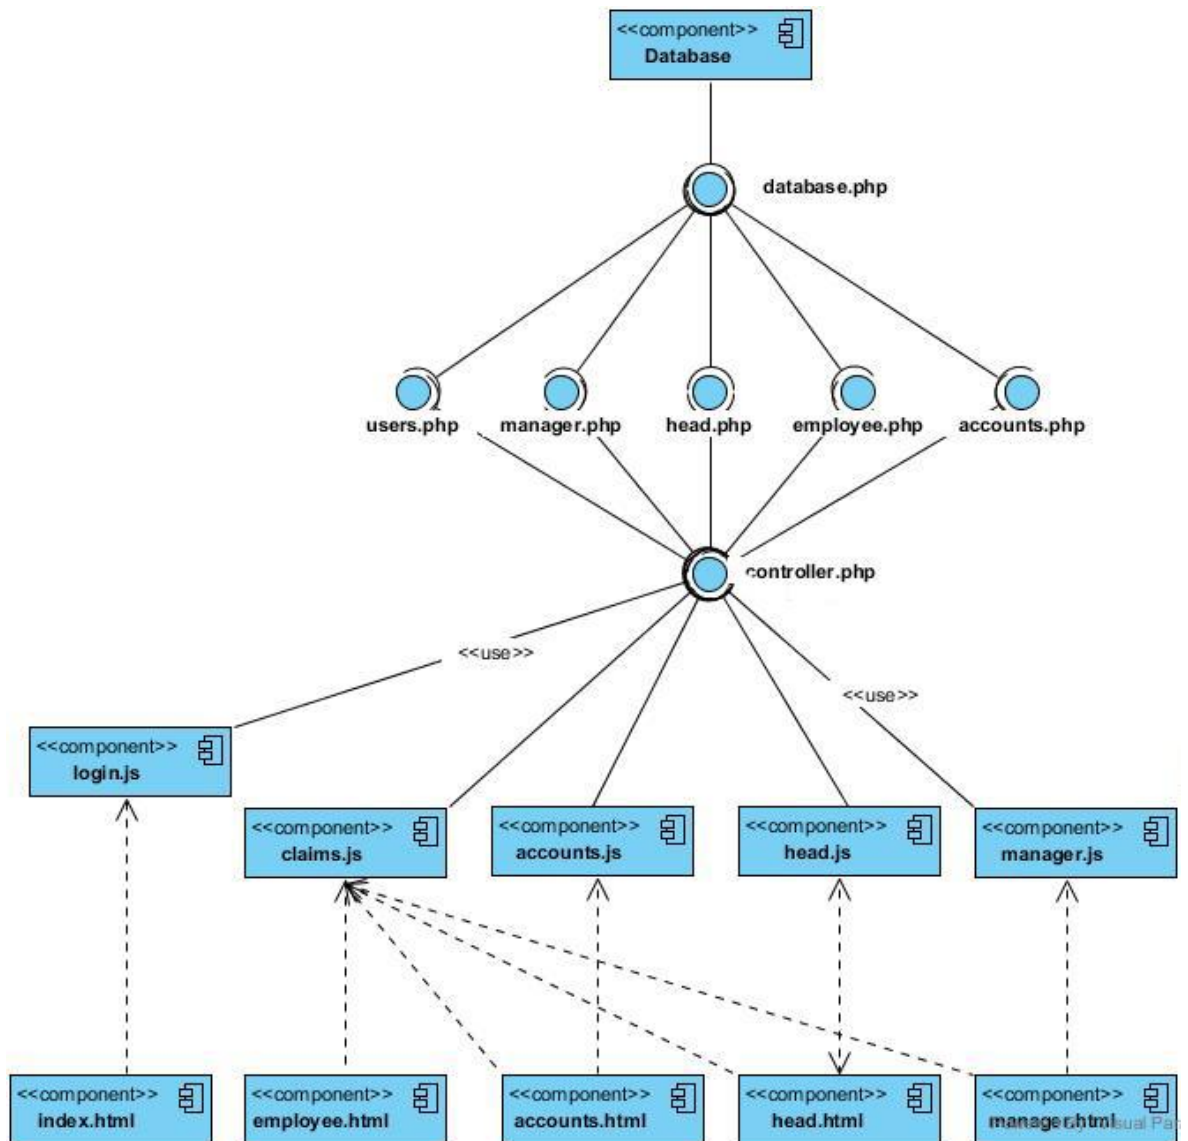 <<component>>
Database
database.php
users.php
manager.php
head.php
employee.php
accounts.php
controller.php
<<use>>
<<use>>
<<component>>
login.js
<<component>>
claims.js
<<component>>
accounts.js
<<component>>
head.js
<<component>>
manager.js
<<component>>
index.html
<<component>>
employee.html
<<component>>
accounts.html
<<component>>
head.html
<<component>>
manager.html